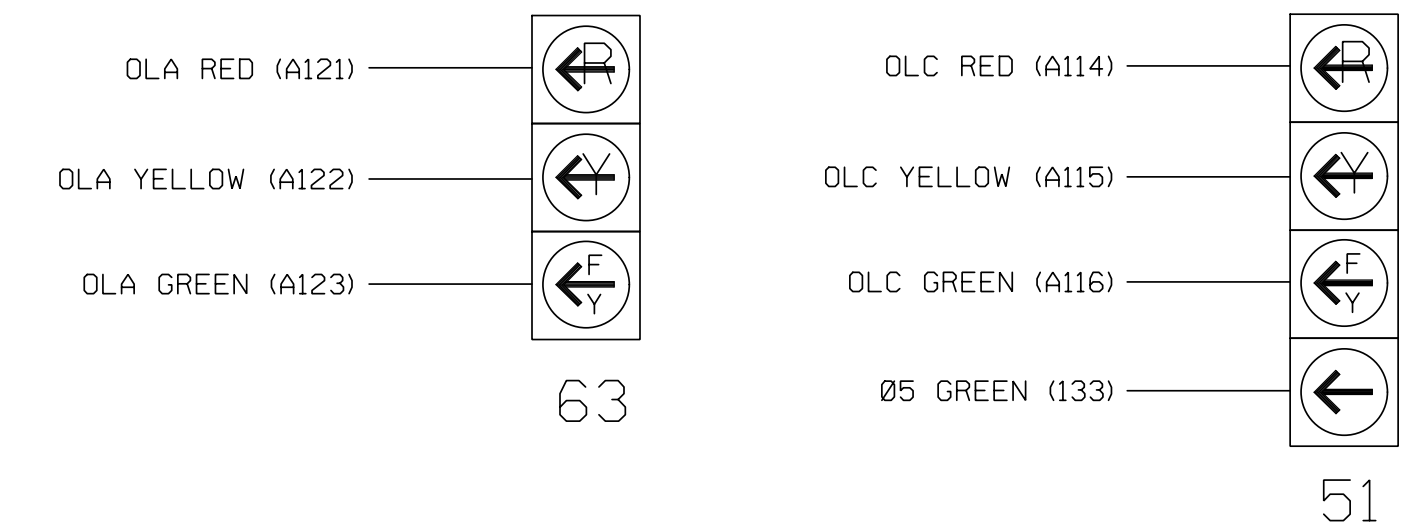 OLA RED (A121)
R
OLA YELLOW (A122)
Y
OLA GREEN (A123)
F
Y
63
OLC RED (A114)
R
OLC YELLOW (A115)
Y
OLC GREEN (A116)
F
Y
Ø5 GREEN (133)
51